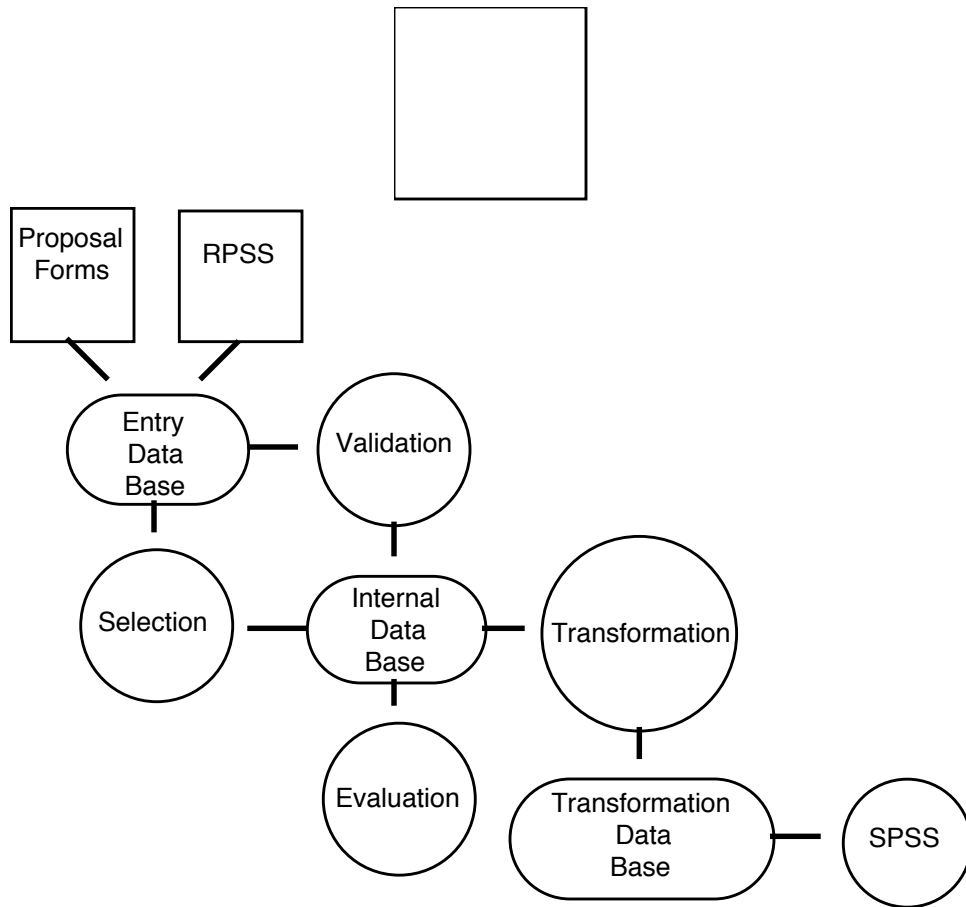 Proposal
Forms
RPSS
Entry
Data
Base
Validation
Selection
Internal
Data
Base
Transformation
Evaluation
Transformation
Data
Base
SPSS